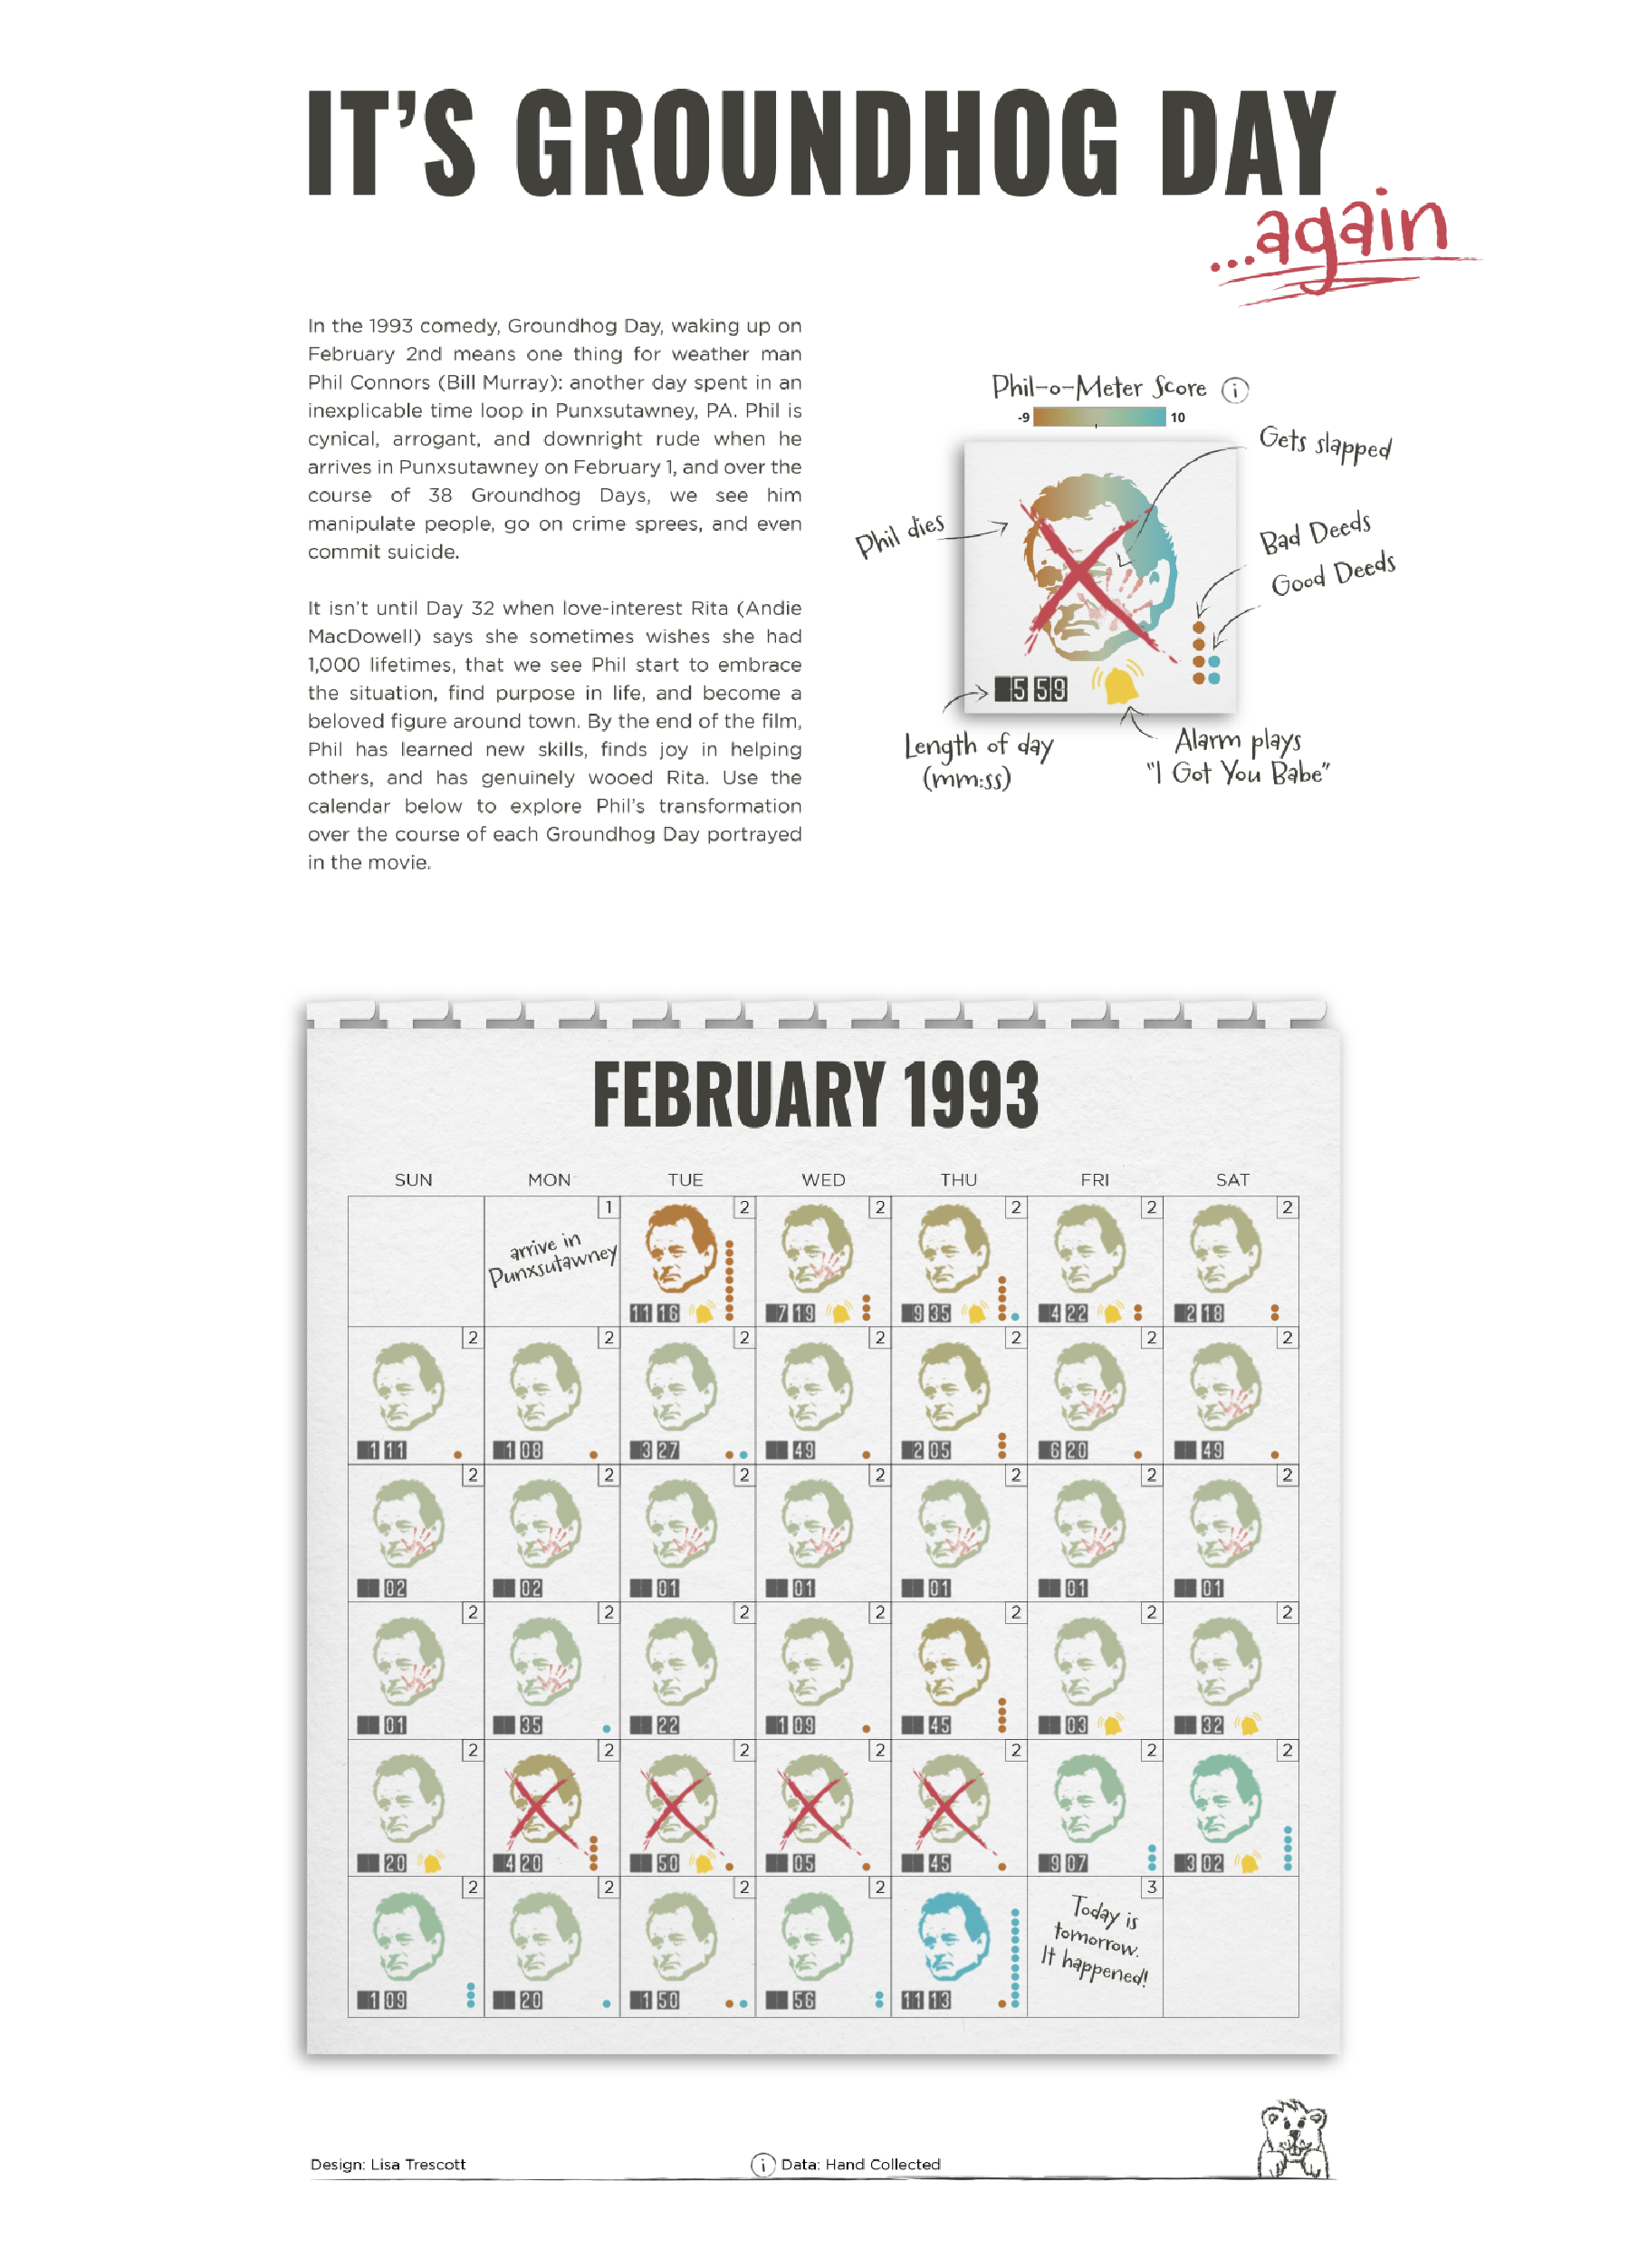 IT'S GROUNDHOG DAY
...again
In the 1993 comedy, Groundhog Day, waking up on
February 2nd means one thing for weather man
Phil Connors (Bill Murray): another day spent in an
inexplicable time loop in Punxsutawney, PA. Phil is
cynical, arrogant, and downright rude when he
arrives in Punxsutawney on February 1, and over the
course of 38 Groundhog Days, we see him
manipulate people, go on crime sprees, and even
commit suicide.
It isn't until Day 32 when love-interest Rita (Andie
MacDowell) says she sometimes wishes she had
1,000 lifetimes, that we see Phil start to embrace
the situation, find purpose in life, and become a
beloved figure around town. By the end of the film,
Phil has learned new skills, finds joy in helping
others, and has genuinely wooed Rita. Use the
calendar below to explore Phil's transformation
over the course of each Groundhog Day portrayed
in the movie.
Phil-o-Meter Score i
-9 10
Gets slapped
Phil dies
Bad Deeds
Good Deeds
5 59
Length of day
(mm:ss)
Alarm plays
"I Got You Babe"
FEBRUARY 1993
SUN MON TUE WED THU FRI SAT
1 2 2 2 2 2
arrive in
Punxsutawney
11 16 7 19 9 35 4 22 2 18
2 2 2 2 2 2 2
1 11 1 08 3 27 49 2 05 6 20 49
2 2 2 2 2 2 2
02 02 01 01 01 01 01
2 2 2 2 2 2 2
01 35 22 1 09 45 03 32
2 2 2 2 2 2 2
20 4 20 50 05 45 9 07 3 02
2 2 2 2 3
Today is
tomorrow.
It happened!
1 09 20 1 50 56 11 13
Design: Lisa Trescott
i Data: Hand Collected